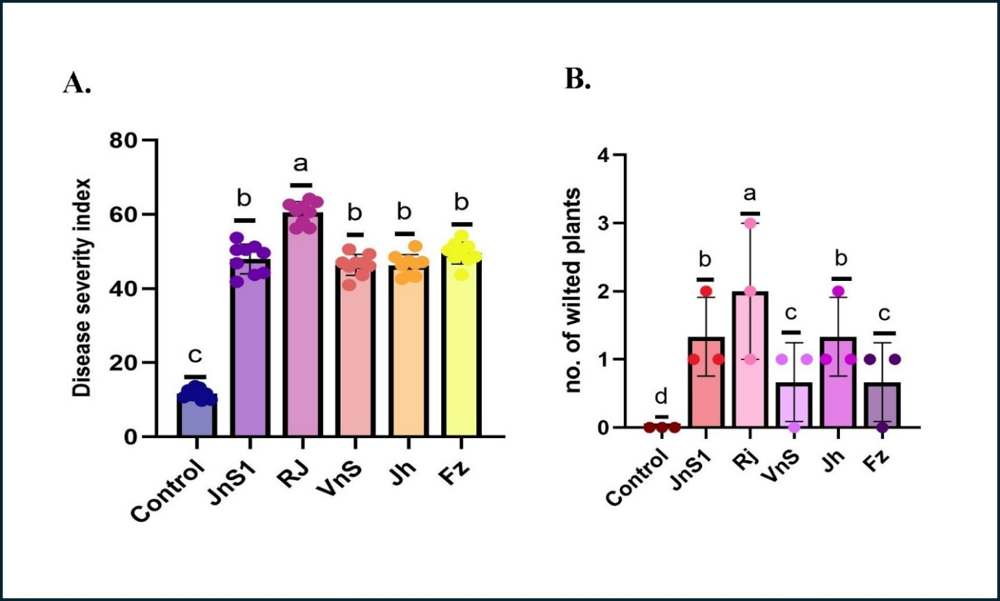 A.
Disease severity index
80
60
40
20
0
c
b
a
b
b
b
Control
JnS1
RJ
VnS
Jh
Fz
B.
no. of wilted plants
4
3
2
1
0
d
b
a
c
b
c
Control
JnS1
Rj
VnS
Jh
Fz